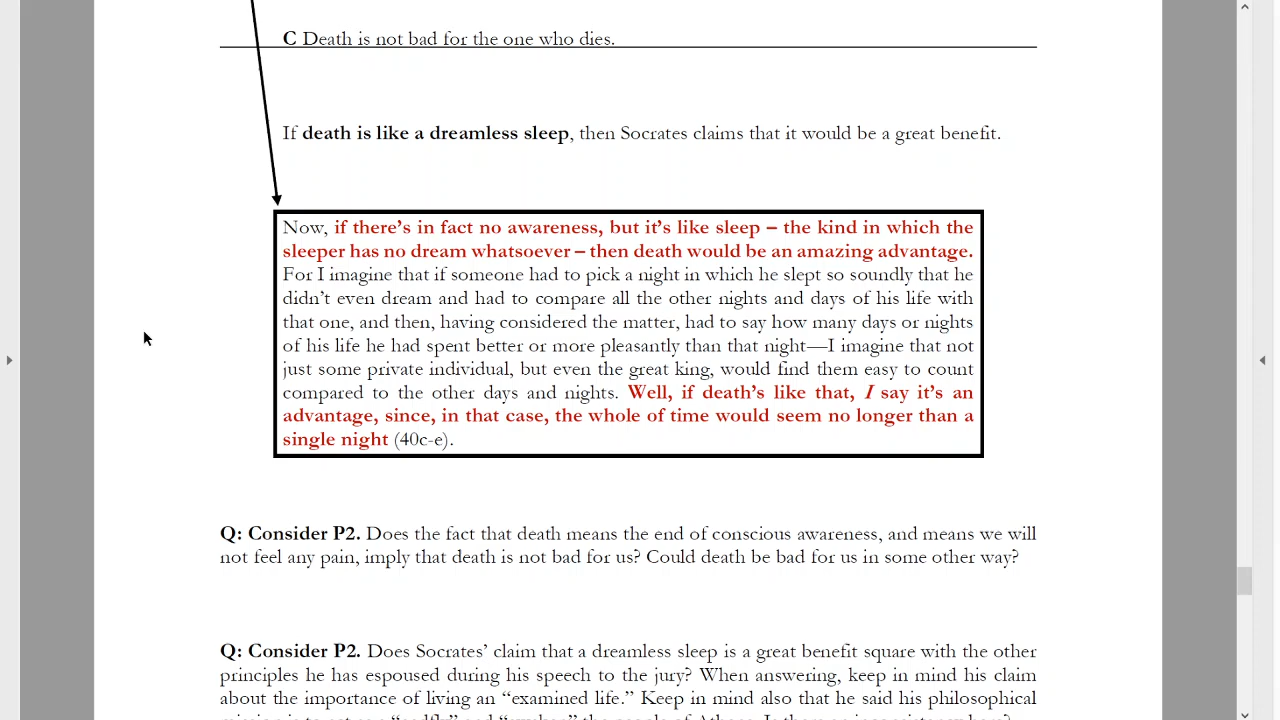 C Death is not bad for the one who dies.
If death is like a dreamless sleep, then Socrates claims that it would be a great benefit.
Now, if there’s in fact no awareness, but it’s like sleep – the kind in which the
sleeper has no dream whatsoever – then death would be an amazing advantage.
For I imagine that if someone had to pick a night in which he slept so soundly that he
didn’t even dream and had to compare all the other nights and days of his life with
that one, and then, having considered the matter, had to say how many days or nights
of his life he had spent better or more pleasantly than that night—I imagine that not
just some private individual, but even the great king, would find them easy to count
compared to the other days and nights. Well, if death’s like that, I say it’s an
advantage, since, in that case, the whole of time would seem no longer than a
single night (40c-e).
Q: Consider P2. Does the fact that death means the end of conscious awareness, and means we will
not feel any pain, imply that death is not bad for us? Could death be bad for us in some other way?
Q: Consider P2. Does Socrates’ claim that a dreamless sleep is a great benefit square with the other
principles he has espoused during his speech to the jury? When answering, keep in mind his claim
about the importance of living an “examined life.” Keep in mind also that he said his philosophical